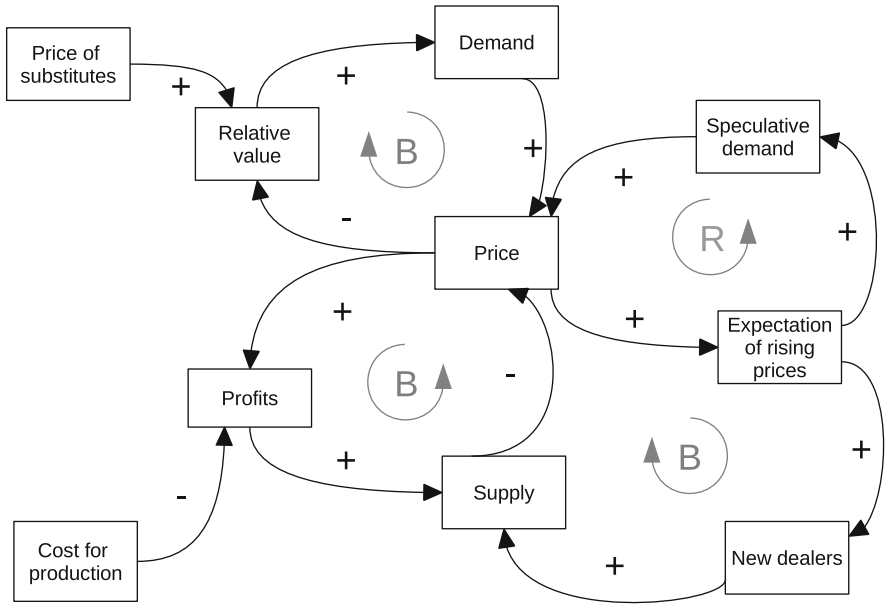 Demand
Price of
substitutes
+
+
Relative
value
B
+
Speculative
demand
+
-
R
+
Price
+
+
Expectation
of rising
prices
Profits
B
-
+
+
B
-
Supply
Cost for
production
New dealers
+